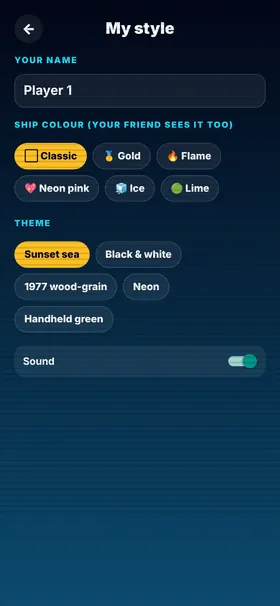 My style
YOUR NAME
Player 1
SHIP COLOUR (YOUR FRIEND SEES IT TOO)
Classic 🥇 Gold 🔥 Flame
💖 Neon pink 🧊 Ice 🟢 Lime
THEME
Sunset sea Black & white
1977 wood-grain Neon
Handheld green
Sound